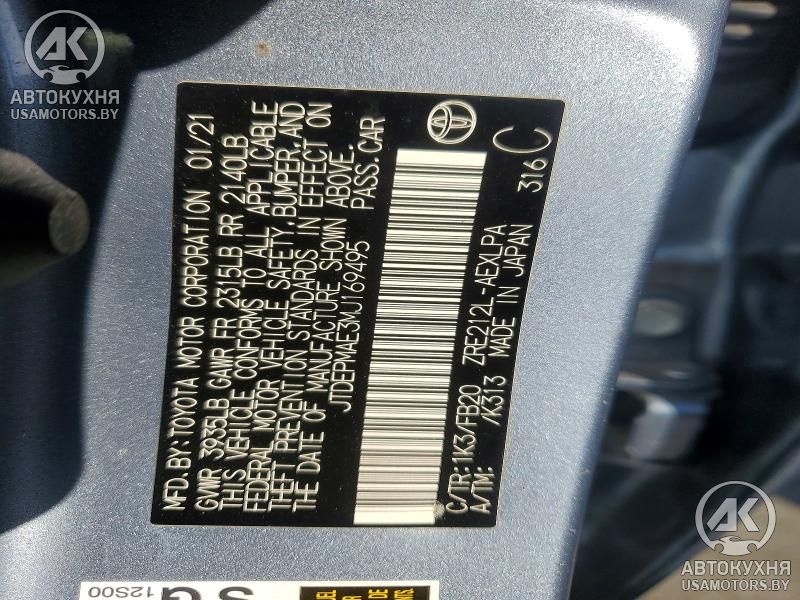 AK
АВТОКУХНЯ
USAMOTORS.BY
MFD. BY: TOYOTA MOTOR CORPORATION 01/21
GVWR 3935LB GAWR FR 2315LB RR 2140LB
THIS VEHICLE CONFORMS TO ALL APPLICABLE
FEDERAL MOTOR VEHICLE SAFETY, BUMPER, AND
THEFT PREVENTION STANDARDS IN EFFECT ON
THE DATE OF MANUFACTURE SHOWN ABOVE.
JTDEPMAE3MJ169495 PASS. CAR
C/TR: 1K3/FB20 ZRE212L-AEXLPA
A/TM: /K313 MADE IN JAPAN 316 C
12S00
AK
АВТОКУХНЯ
USAMOTORS.BY